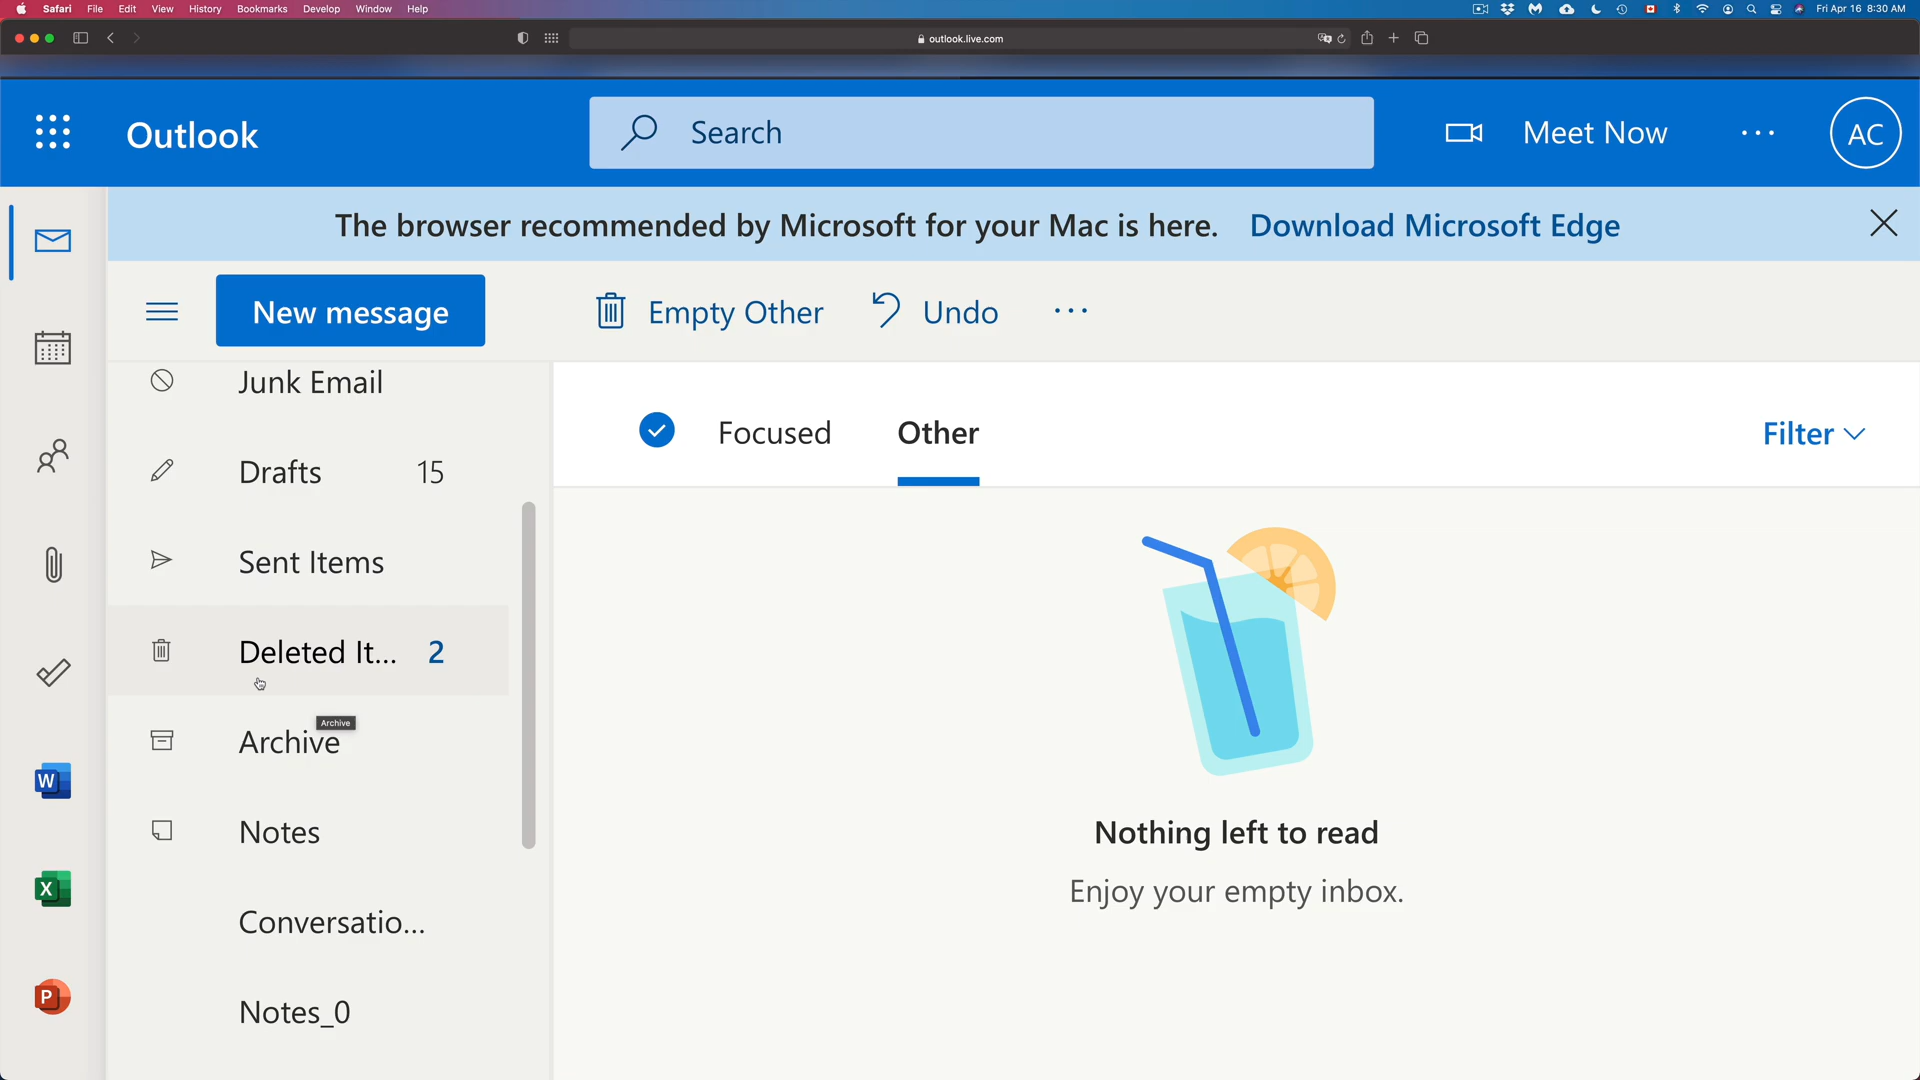 Safari File Edit View History Bookmarks Develop Window Help Fri Apr 16 8:30 AM
outlook.live.com
Outlook Search Meet Now AC
The browser recommended by Microsoft for your Mac is here. Download Microsoft Edge
New message Empty Other Undo
Junk Email
Focused Other Filter
Drafts 15
Sent Items
Deleted It... 2
Archive
Archive
Notes
Nothing left to read
Enjoy your empty inbox.
Conversatio...
Notes_0
W
X
P